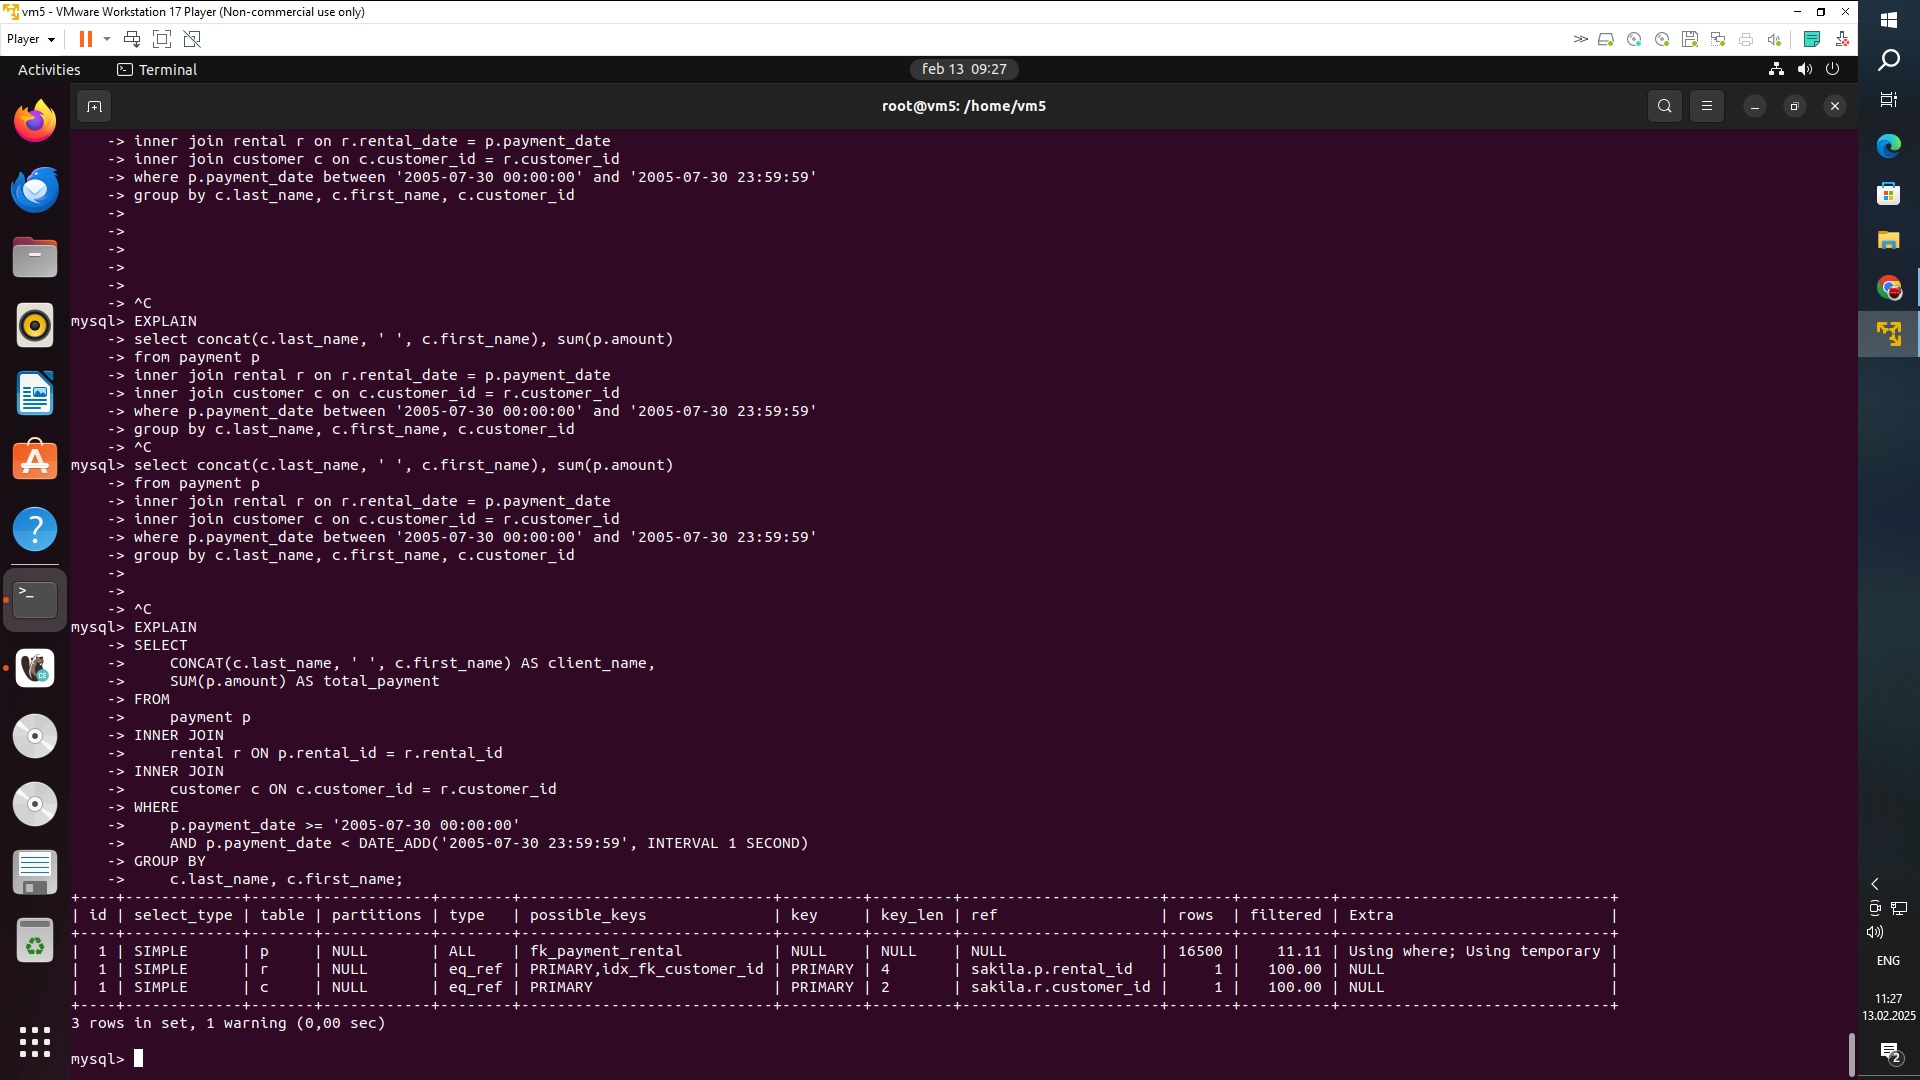 vm5 - VMware Workstation 17 Player (Non-commercial use only)
Player
Activities
Terminal
feb 13 09:27
root@vm5: /home/vm5
    -> inner join rental r on r.rental_date = p.payment_date
    -> inner join customer c on c.customer_id = r.customer_id
    -> where p.payment_date between '2005-07-30 00:00:00' and '2005-07-30 23:59:59'
    -> group by c.last_name, c.first_name, c.customer_id
    ->
    ->
    ->
    ->
    ->
    -> ^C
mysql> EXPLAIN
    -> select concat(c.last_name, ' ', c.first_name), sum(p.amount)
    -> from payment p
    -> inner join rental r on r.rental_date = p.payment_date
    -> inner join customer c on c.customer_id = r.customer_id
    -> where p.payment_date between '2005-07-30 00:00:00' and '2005-07-30 23:59:59'
    -> group by c.last_name, c.first_name, c.customer_id
    -> ^C
mysql> select concat(c.last_name, ' ', c.first_name), sum(p.amount)
    -> from payment p
    -> inner join rental r on r.rental_date = p.payment_date
    -> inner join customer c on c.customer_id = r.customer_id
    -> where p.payment_date between '2005-07-30 00:00:00' and '2005-07-30 23:59:59'
    -> group by c.last_name, c.first_name, c.customer_id
    ->
    ->
    -> ^C
mysql> EXPLAIN
    -> SELECT
    ->     CONCAT(c.last_name, ' ', c.first_name) AS client_name,
    ->     SUM(p.amount) AS total_payment
    -> FROM
    ->     payment p
    -> INNER JOIN
    ->     rental r ON p.rental_id = r.rental_id
    -> INNER JOIN
    ->     customer c ON c.customer_id = r.customer_id
    -> WHERE
    ->     p.payment_date >= '2005-07-30 00:00:00'
    ->     AND p.payment_date < DATE_ADD('2005-07-30 23:59:59', INTERVAL 1 SECOND)
    -> GROUP BY
    ->     c.last_name, c.first_name;
+----+-------------+-------+------------+--------+----------------------------+---------+---------+----------------------+-------+----------+------------------------------+
| id | select_type | table | partitions | type   | possible_keys              | key     | key_len | ref                  | rows  | filtered | Extra                        |
+----+-------------+-------+------------+--------+----------------------------+---------+---------+----------------------+-------+----------+------------------------------+
|  1 | SIMPLE      | p     | NULL       | ALL    | fk_payment_rental          | NULL    | NULL    | NULL                 | 16500 |    11.11 | Using where; Using temporary |
|  1 | SIMPLE      | r     | NULL       | eq_ref | PRIMARY,idx_fk_customer_id | PRIMARY | 4       | sakila.p.rental_id   |     1 |   100.00 | NULL                         |
|  1 | SIMPLE      | c     | NULL       | eq_ref | PRIMARY                    | PRIMARY | 2       | sakila.r.customer_id |     1 |   100.00 | NULL                         |
+----+-------------+-------+------------+--------+----------------------------+---------+---------+----------------------+-------+----------+------------------------------+
3 rows in set, 1 warning (0,00 sec)
mysql>
ENG
11:27
13.02.2025
2